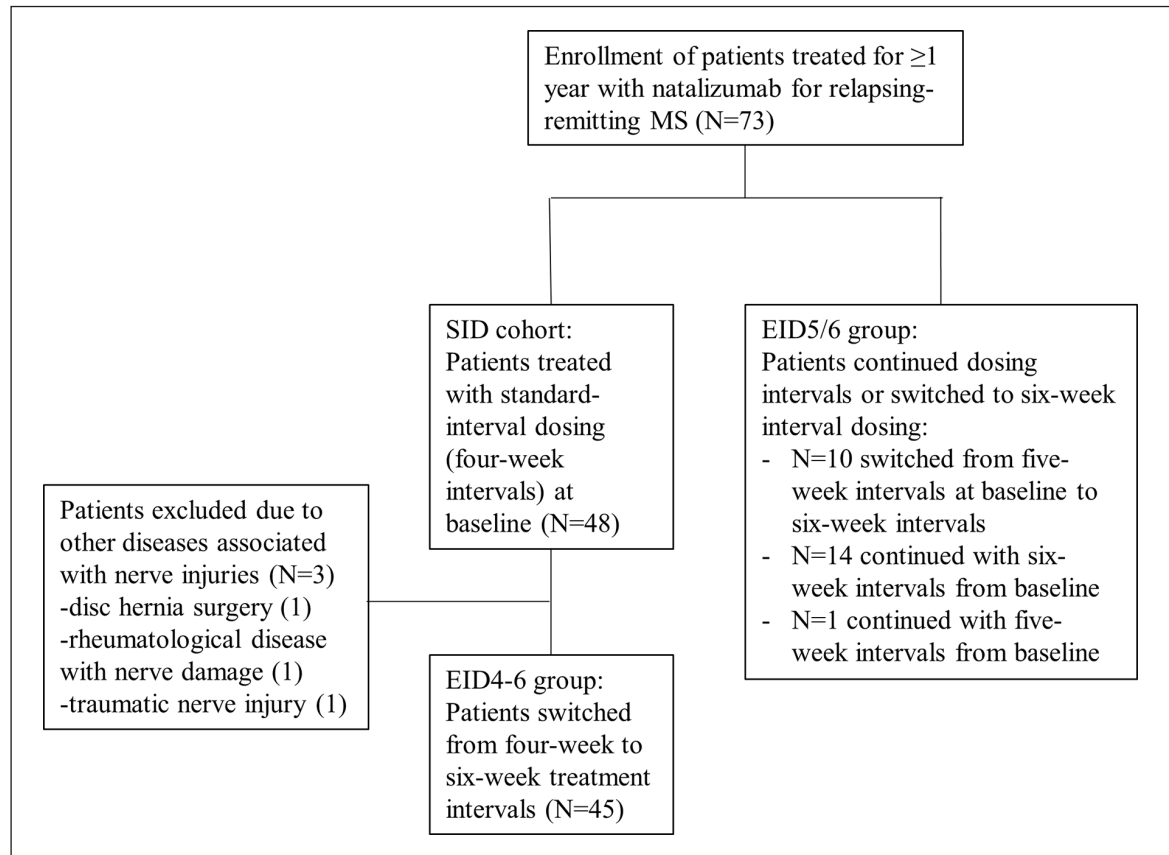 Enrollment of patients treated for ≥1
year with natalizumab for relapsing-
remitting MS (N=73)
SID cohort:
Patients treated
with standard-
interval dosing
(four-week
intervals) at
baseline (N=48)
EID5/6 group:
Patients continued dosing
intervals or switched to six-week
interval dosing:
- N=10 switched from five-
week intervals at baseline to
six-week intervals
- N=14 continued with six-
week intervals from baseline
- N=1 continued with five-
week intervals from baseline
Patients excluded due to
other diseases associated
with nerve injuries (N=3)
-disc hernia surgery (1)
-rheumatological disease
with nerve damage (1)
-traumatic nerve injury (1)
EID4-6 group:
Patients switched
from four-week to
six-week treatment
intervals (N=45)